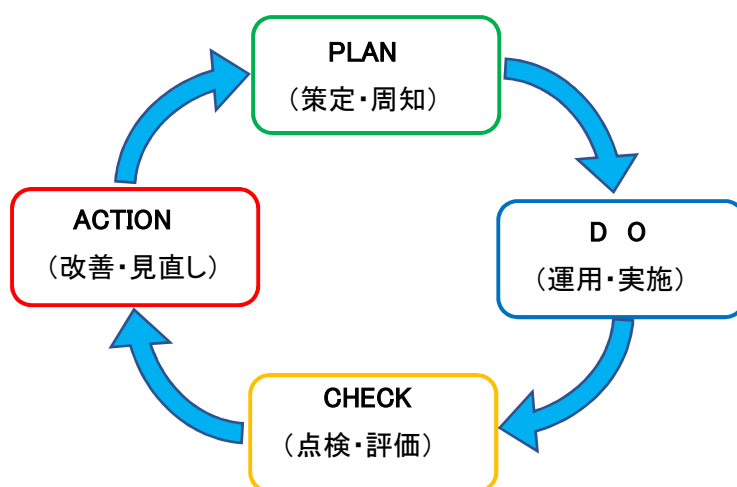 PLAN
（策定・周知）
D O
（運用・実施）
CHECK
（点検・評価）
ACTION
（改善・見直し）